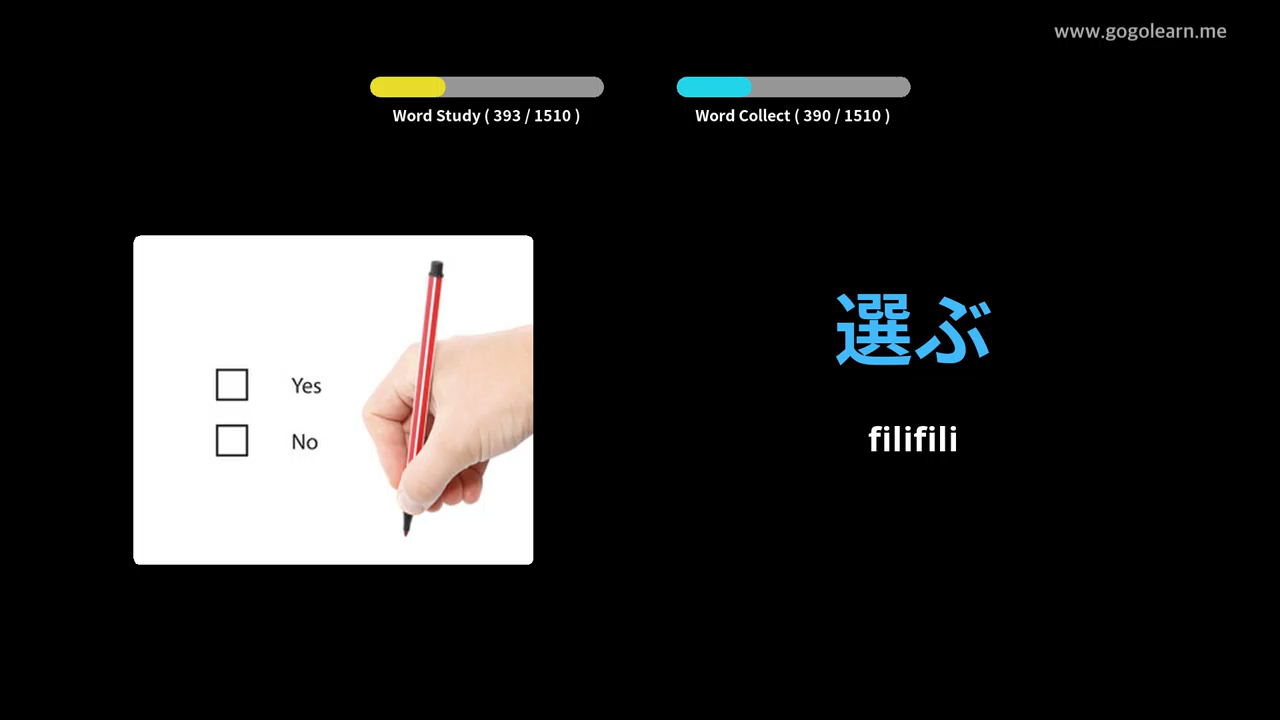 www.gogolearn.me
Word Study ( 393 / 1510 )
Word Collect ( 390 / 1510 )
Yes
No
選ぶ
filifili